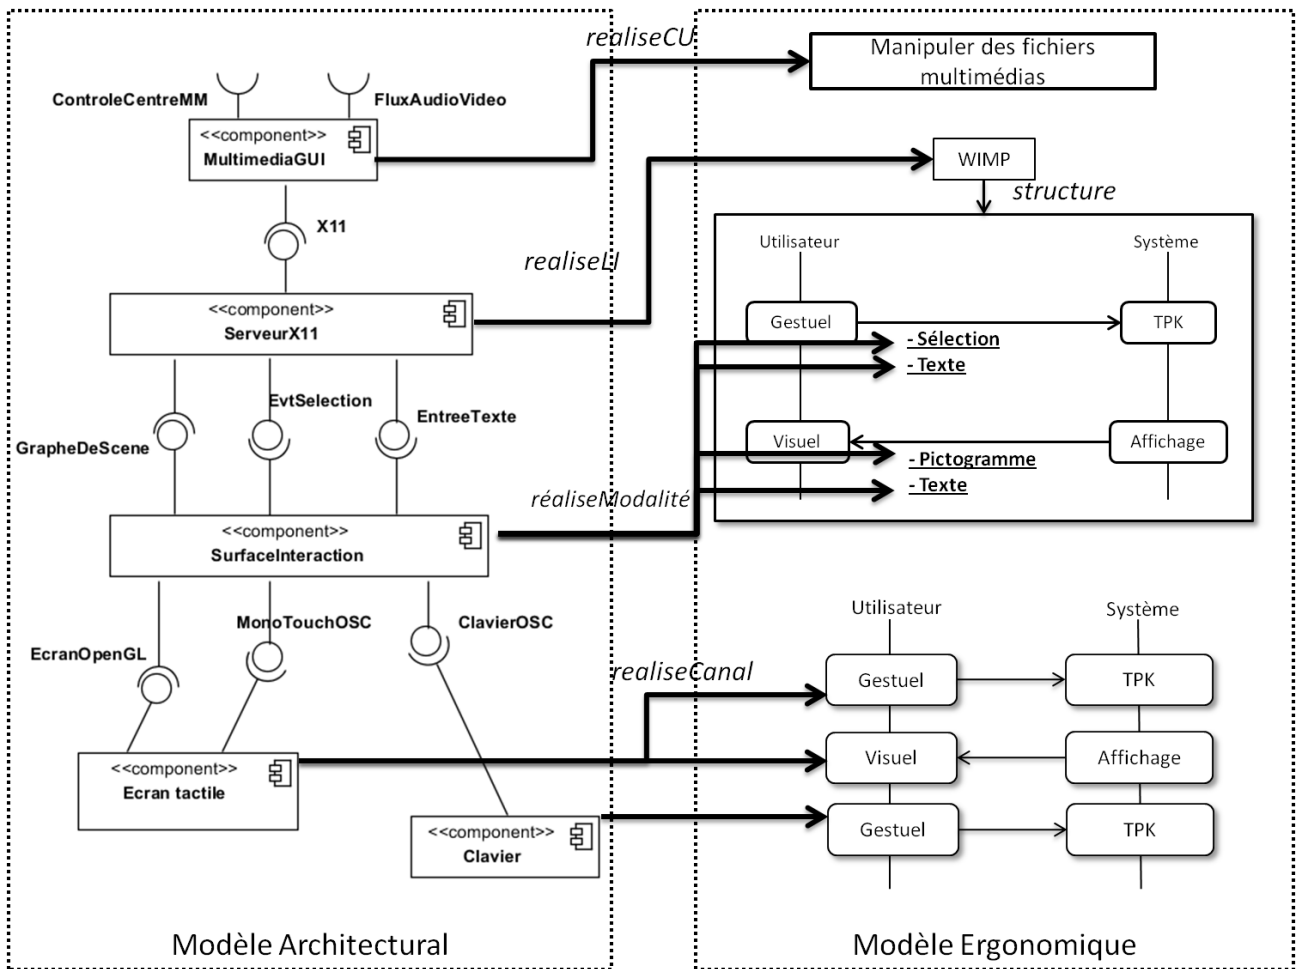 realiseCU
Manipuler des fichiers
multimédias
ControleCentreMM
FluxAudioVideo
<<component>>
MultimediaGUI
WIMP
structure
X11
realiseLI
Utilisateur
Système
<<component>>
ServeurX11
Gestuel
TPK
- Sélection
- Texte
EvtSelection
EntreeTexte
GrapheDeScene
Visuel
Affichage
- Pictogramme
- Texte
réaliseModalité
<<component>>
SurfaceInteraction
Utilisateur
Système
MonoTouchOSC
ClavierOSC
EcranOpenGL
realiseCanal
Gestuel
TPK
Visuel
Affichage
<<component>>
Ecran tactile
Gestuel
TPK
<<component>>
Clavier
Modèle Architectural
Modèle Ergonomique